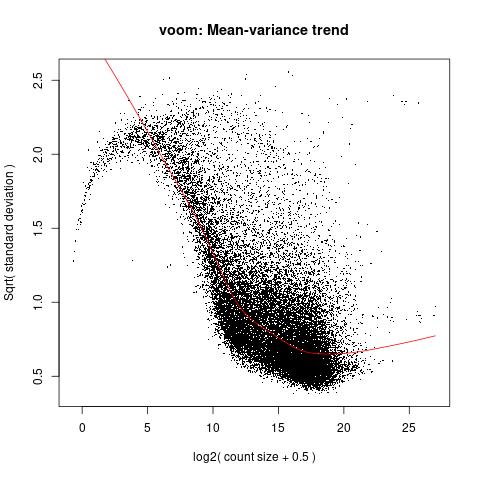 voom: Mean-variance trend
Sqrt( standard deviation )
2.5
2.0
1.5
1.0
0.5
0 5 10 15 20 25
log2( count size + 0.5 )